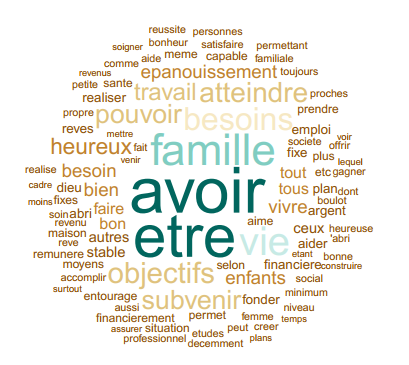 reussite personnes
soigner bonheur satisfaire permettant
comme aide meme capable familiale
revenus epanouissement toujours
petite sante travail atteindre proches
realiser prendre
propre pouvoir besoins emploi
reves mettre societe voir
heureux fait famille fixe plus offrir
venir lequel
realise besoin tout etc gagner
cadre dieu bien avoir tous plan dont
moins fixes boulot
soin abri faire vivre argent
revenu bon aime ceux heureuse
maison autres etre vie aider 'abri
reve stable etant bonne
remunere financiere construire
moyens objectifs selon
accomplir enfants social
surtout entourage subvenir fonder minimum
aussi niveau
financierement permet femme temps
assurer situation etudes peut creer
professionnel decemment plans